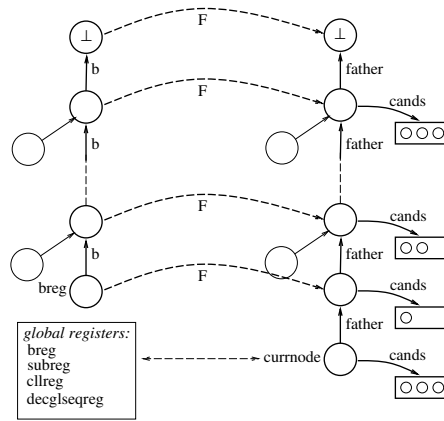 F
⊥
⊥
b
father
F
cands
b
father
F
cands
b
father
F
breg
cands
father
global registers:
breg
subreg
cllreg
decglseqreg
currnode
cands